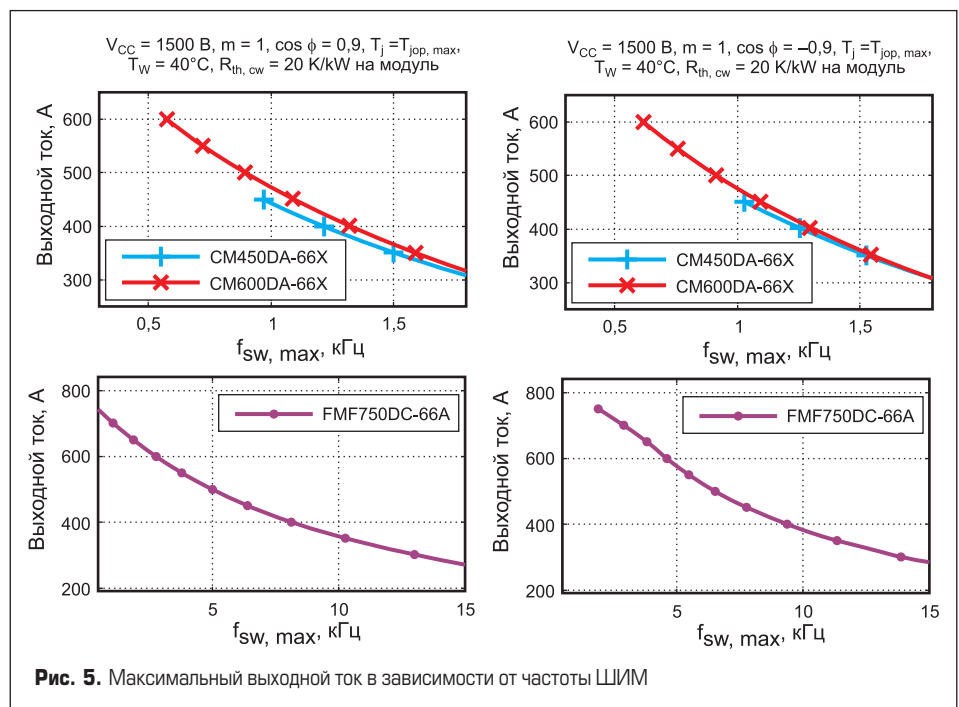 V_CC = 1500 В, m = 1, cos ϕ = 0,9, T_j =T_jop, max,
T_W = 40°C, R_th, cw = 20 K/kW на модуль
Выходной ток, А
600
500
400
300
CM450DA-66X
CM600DA-66X
0,5
1
1,5
f_sw, max, кГц
V_CC = 1500 В, m = 1, cos ϕ = –0,9, T_j =T_jop, max,
T_W = 40°C, R_th, cw = 20 K/kW на модуль
Выходной ток, А
600
500
400
300
CM450DA-66X
CM600DA-66X
0,5
1
1,5
f_sw, max, кГц
Выходной ток, А
800
600
400
200
FMF750DC-66A
5
10
15
f_sw, max, кГц
Выходной ток, А
800
600
400
200
FMF750DC-66A
5
10
15
f_sw, max, кГц
Рис. 5. Максимальный выходной ток в зависимости от частоты ШИМ